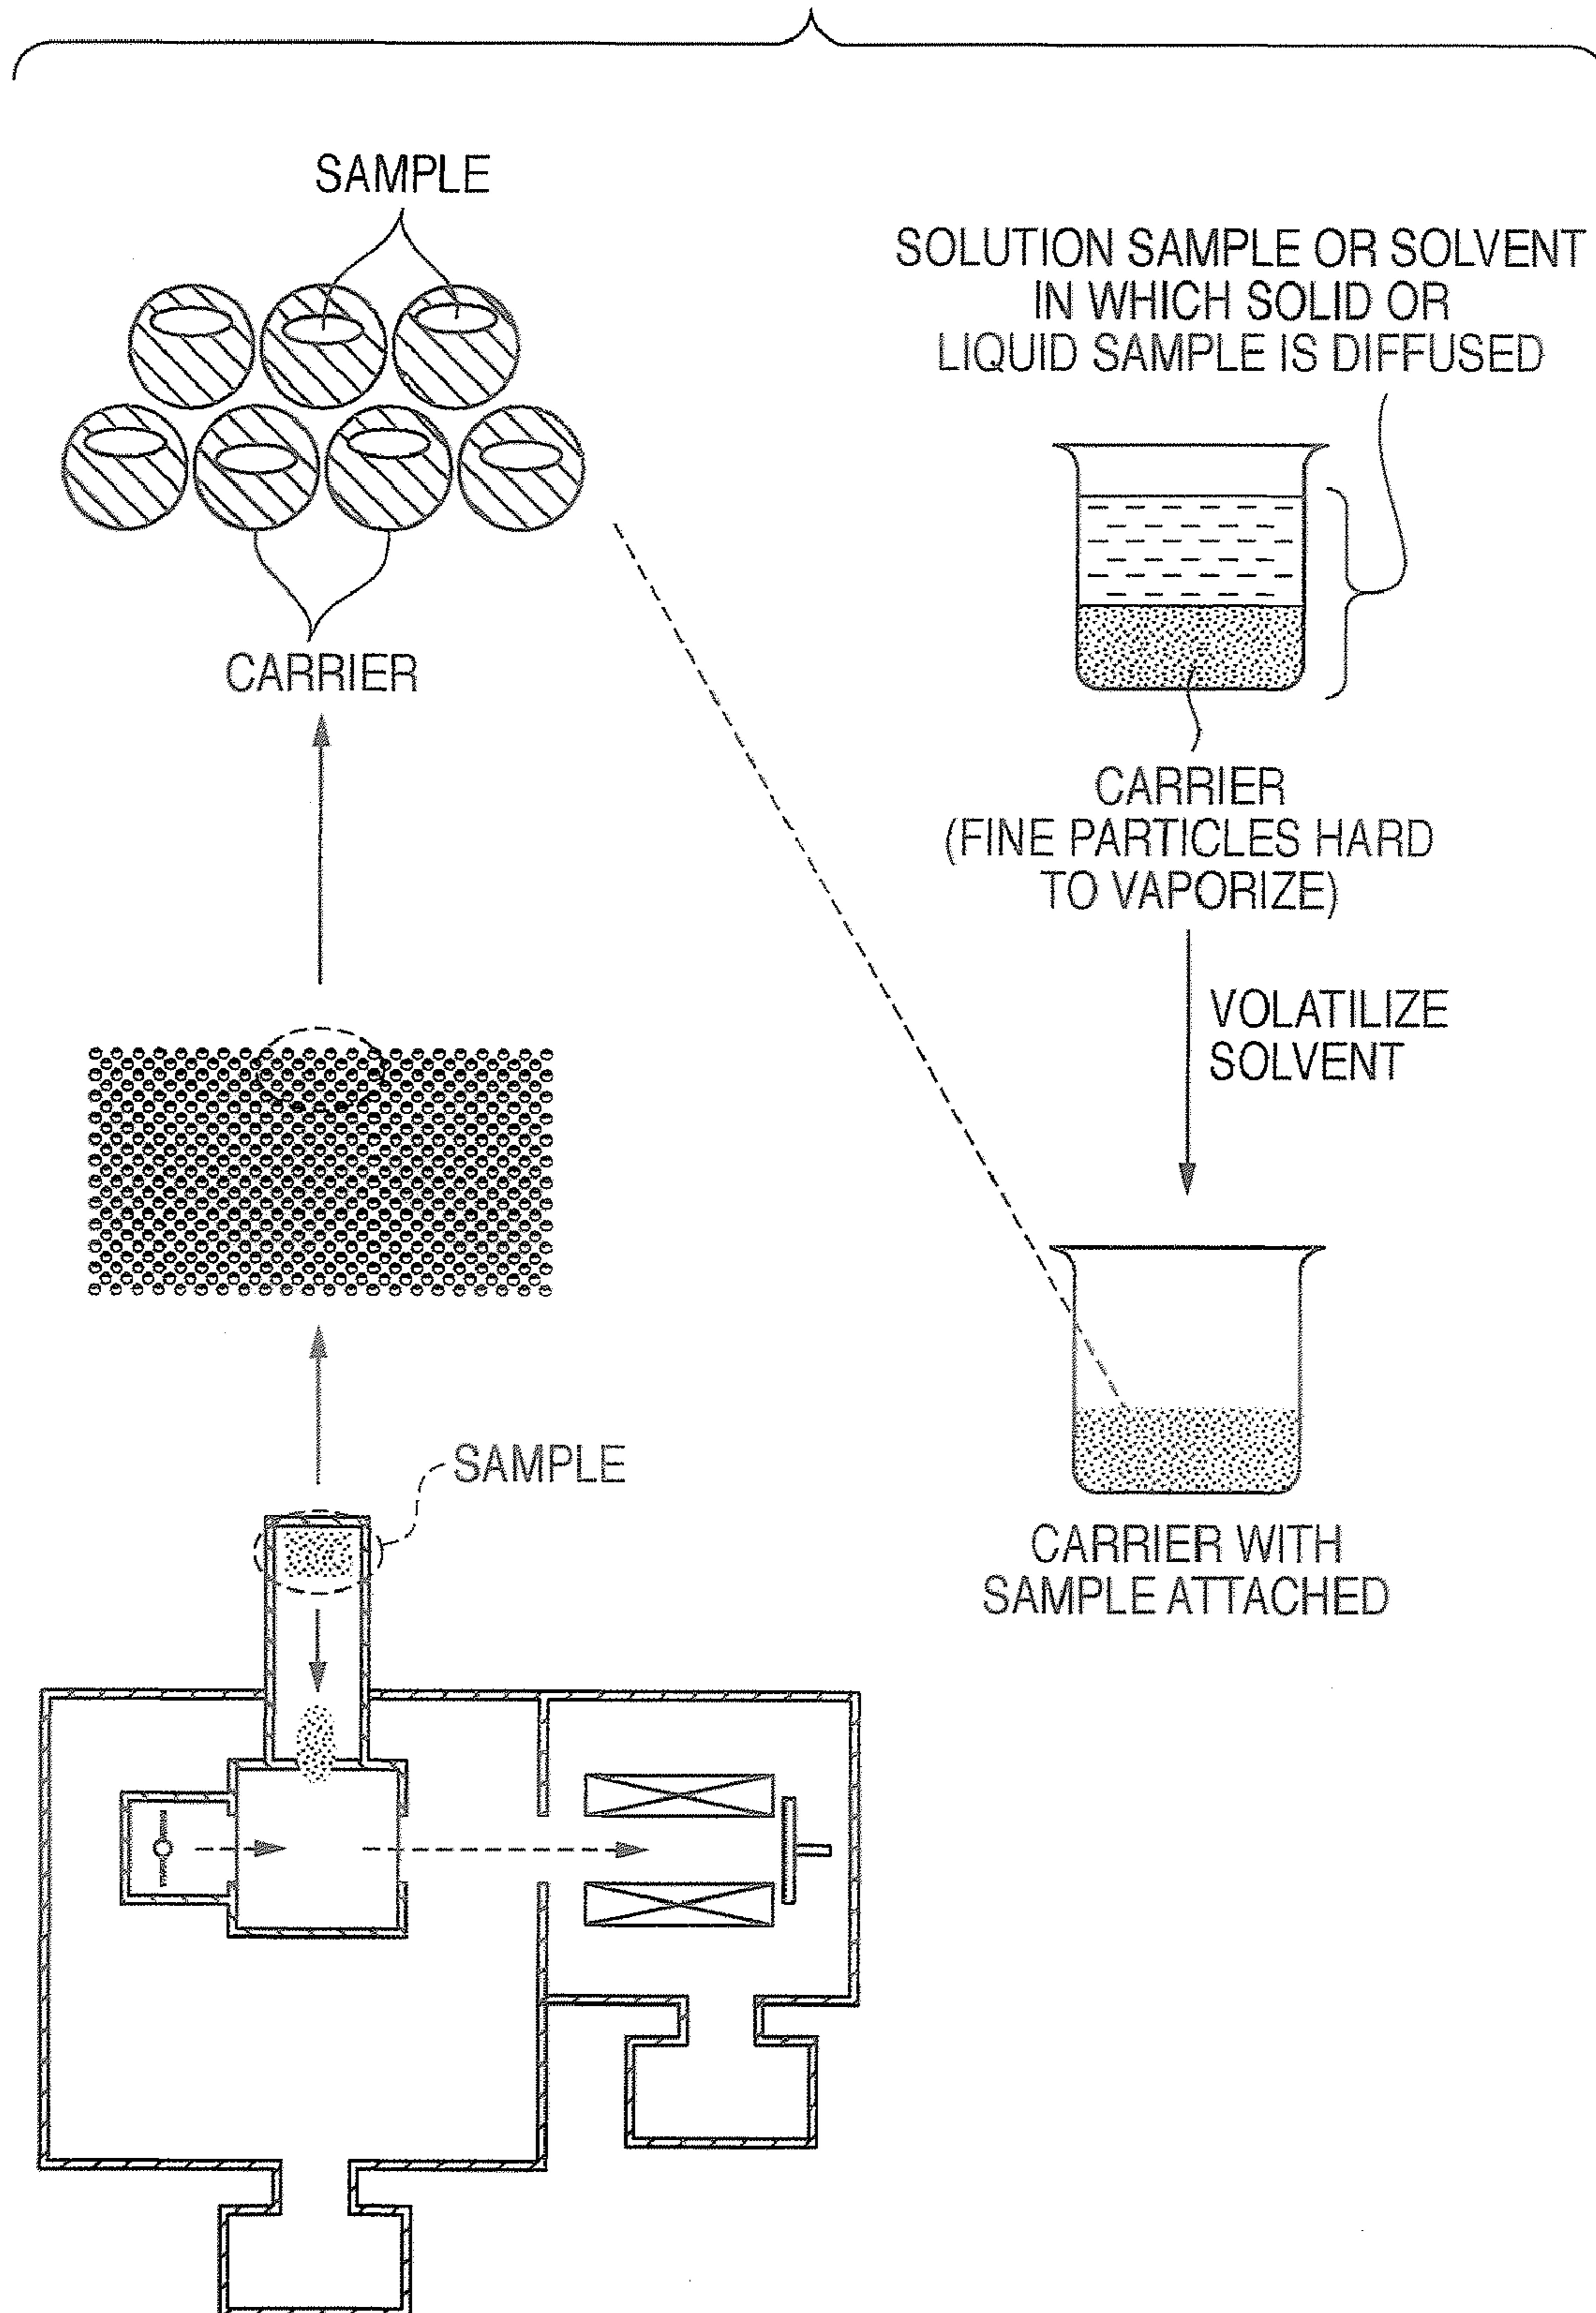 SAMPLE
CARRIER
SAMPLE
SOLUTION SAMPLE OR SOLVENT
IN WHICH SOLID OR
LIQUID SAMPLE IS DIFFUSED
CARRIER
(FINE PARTICLES HARD
TO VAPORIZE)
VOLATILIZE
SOLVENT
CARRIER WITH
SAMPLE ATTACHED